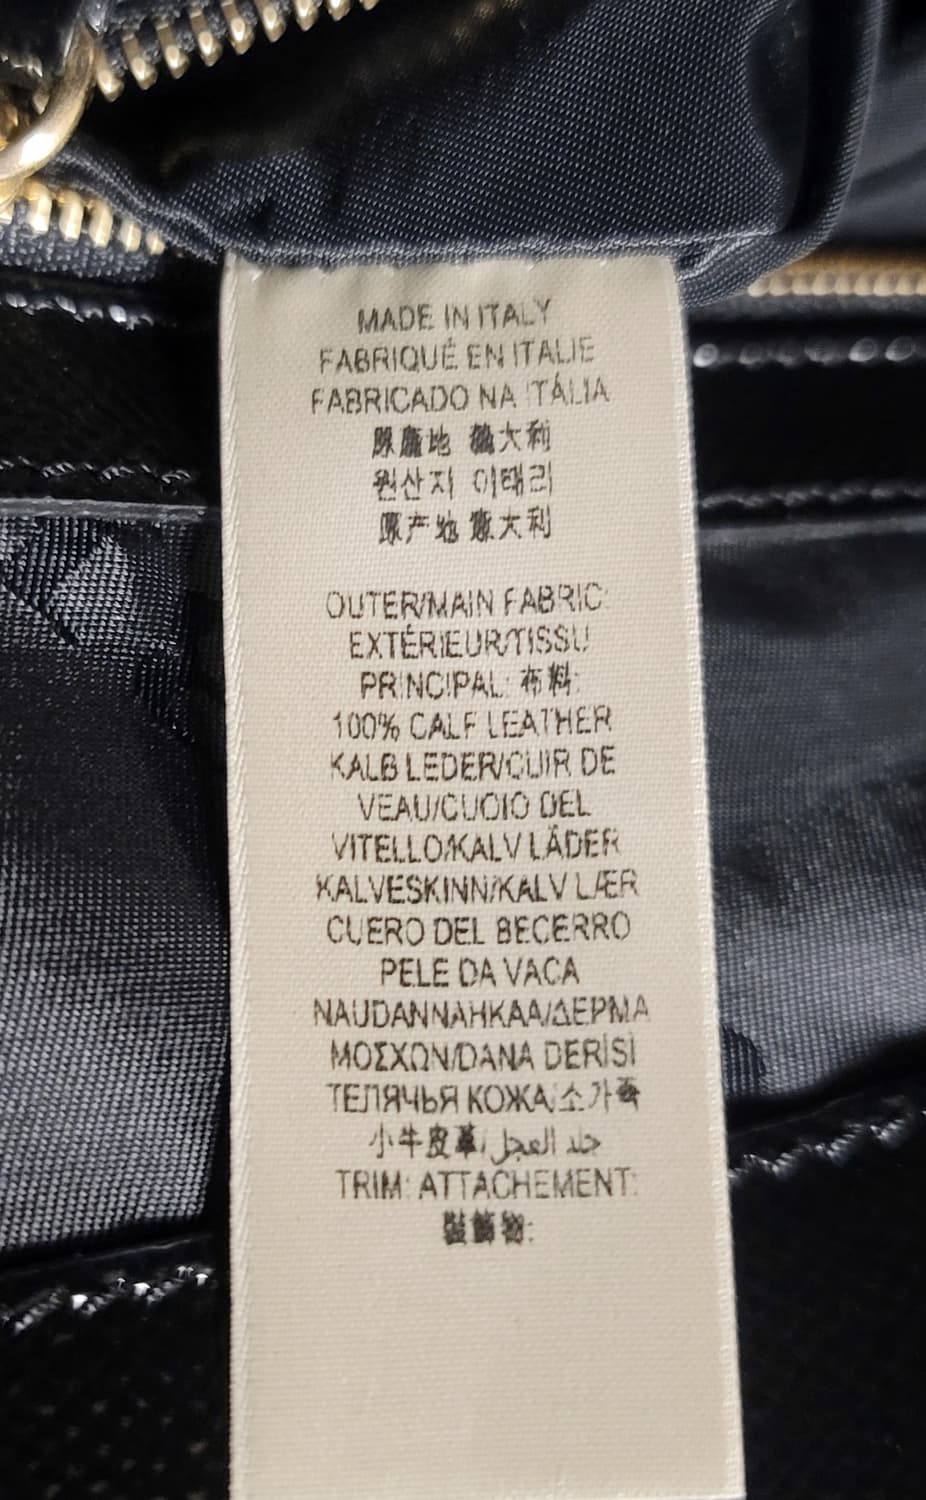 MADE IN ITALY
FABRIQUÉ EN ITALIE
FABRICADO NA ITÁLIA
原產地 義大利
원산지 이태리
原产地 意大利
OUTER/MAIN FABRIC:
EXTÉRIEUR/TISSU
PRINCIPAL: 布料:
100% CALF LEATHER
KALB LEDER/CUIR DE
VEAU/CUOIO DEL
VITELLO/KALV LÄDER
KALVESKINN/KALV LÆR
CUERO DEL BECERRO
PELE DA VACA
NAUDANNAHKAA/ΔΕΡΜΑ
ΜΟΣΧΩΝ/DANA DERİSİ
ТЕЛЯЧЬЯ КОЖА/소가죽
小牛皮革/جلد العجل
TRIM: ATTACHEMENT:
裝飾物: